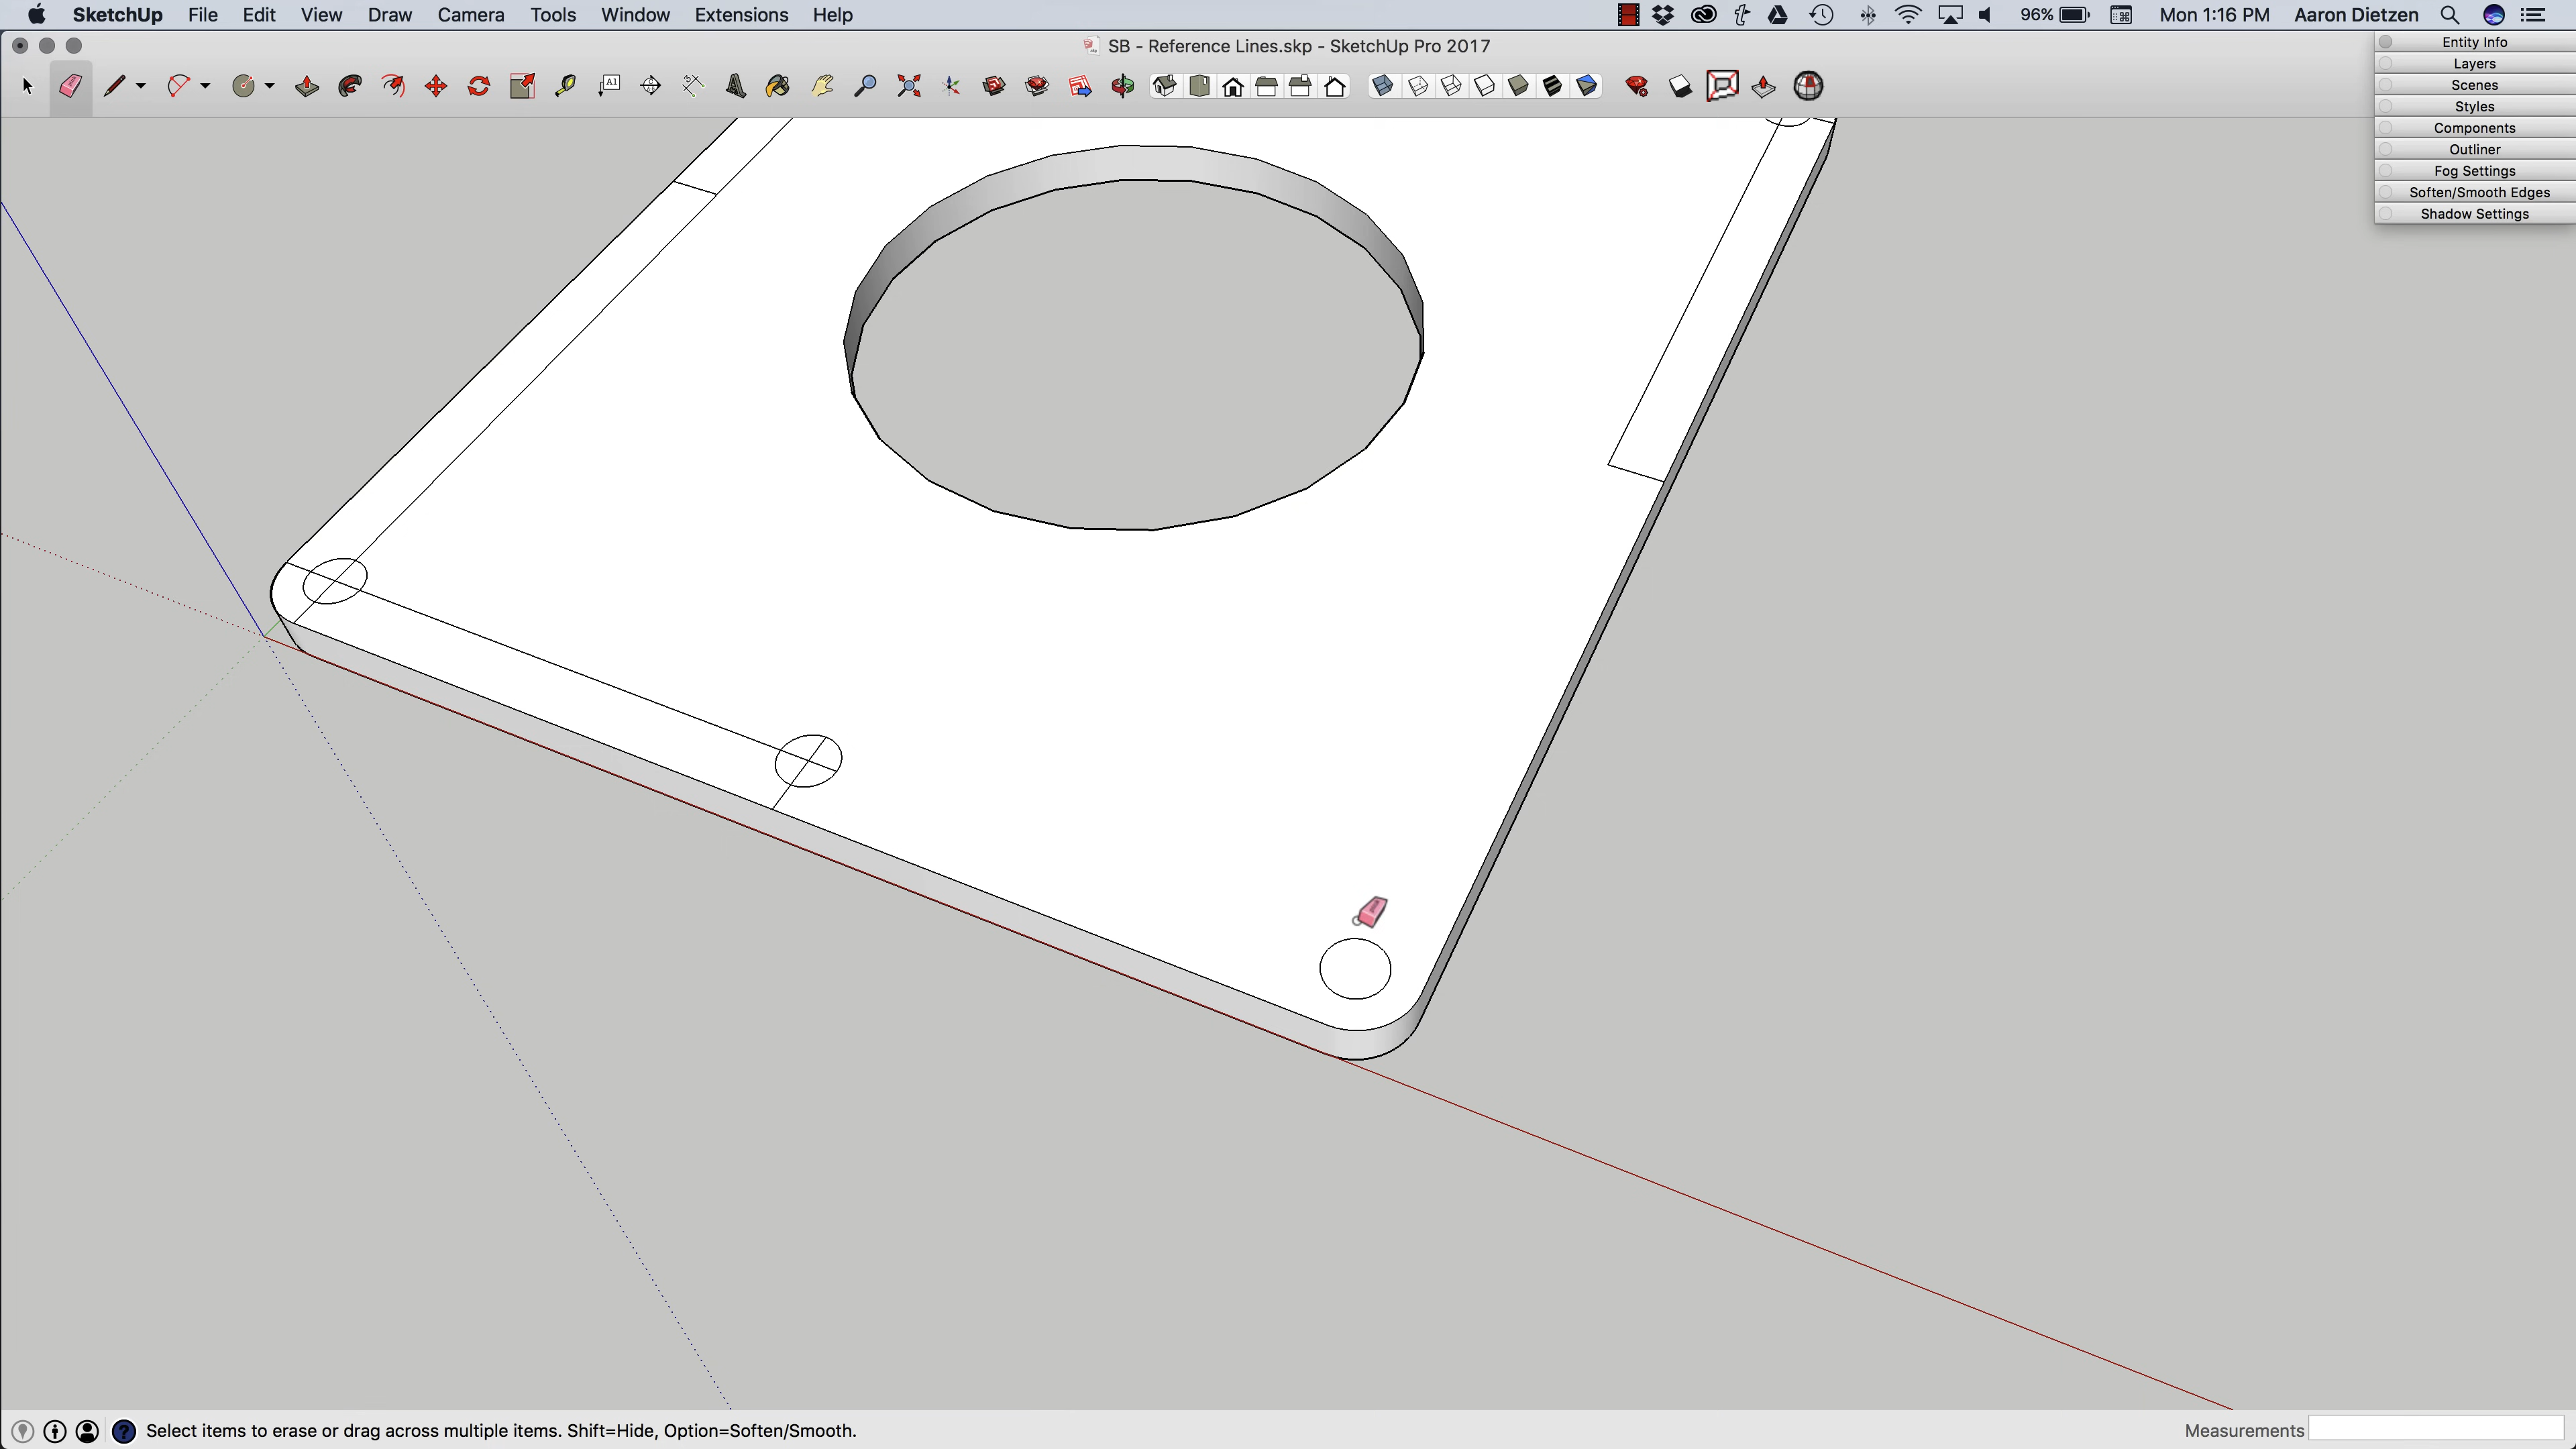 SketchUp File Edit View Draw Camera Tools Window Extensions Help 96% Mon 1:16 PM Aaron Dietzen
SB - Reference Lines.skp - SketchUp Pro 2017
A1
Entity Info
Layers
Scenes
Styles
Components
Outliner
Fog Settings
Soften/Smooth Edges
Shadow Settings
Select items to erase or drag across multiple items. Shift=Hide, Option=Soften/Smooth.
Measurements